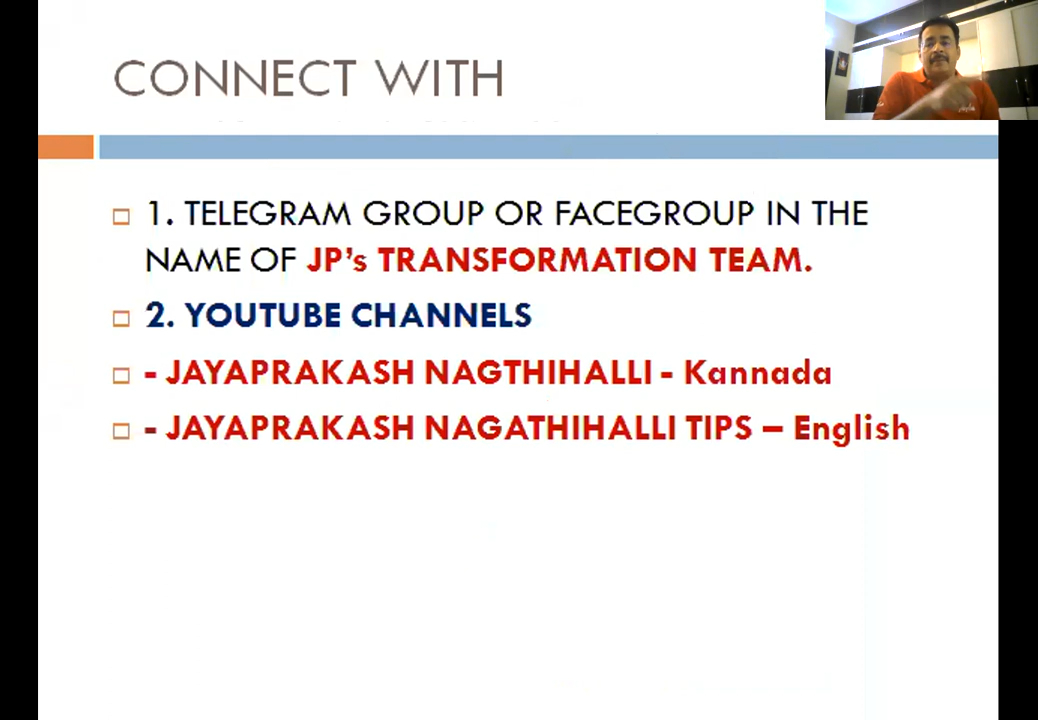 CONNECT WITH
1. TELEGRAM GROUP OR FACEGROUP IN THE
NAME OF JP's TRANSFORMATION TEAM.
2. YOUTUBE CHANNELS
- JAYAPRAKASH NAGTHIHALLI - Kannada
- JAYAPRAKASH NAGATHIHALLI TIPS – English